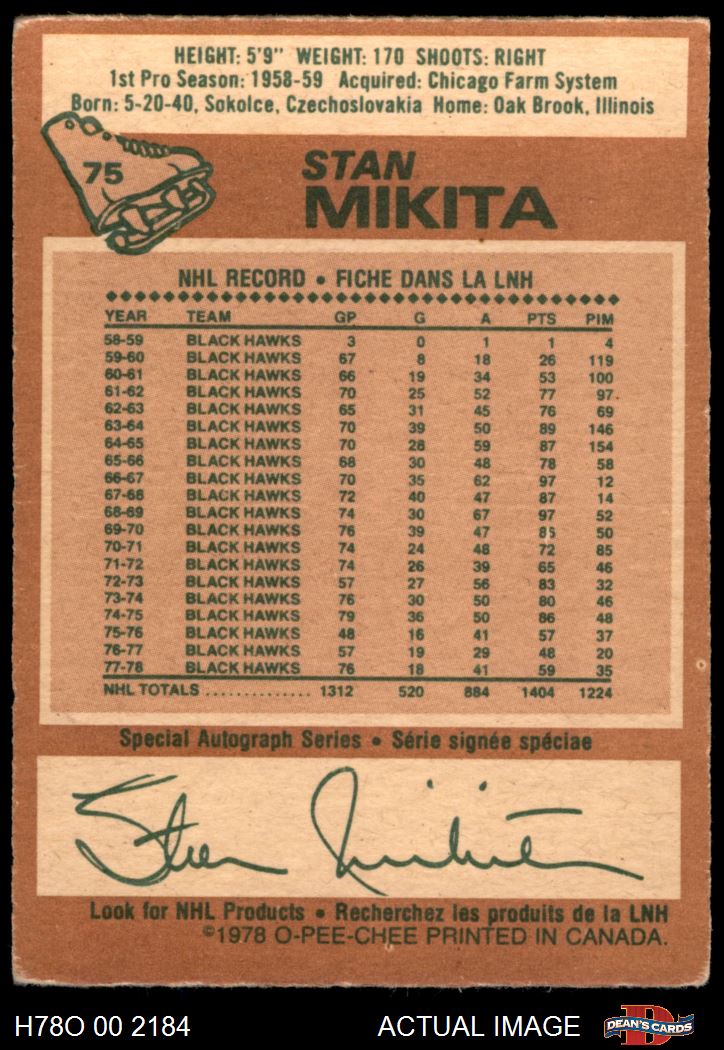 HEIGHT: 5'9" WEIGHT: 170 SHOOTS: RIGHT
1st Pro Season: 1958-59 Acquired: Chicago Farm System
Born: 5-20-40, Sokolce, Czechoslovakia Home: Oak Brook, Illinois
75
STAN
MIKITA
NHL RECORD • FICHE DANS LA LNH
YEAR TEAM GP G A PTS PIM
58-59 BLACK HAWKS 3 0 1 1 4
59-60 BLACK HAWKS 67 8 18 26 119
60-61 BLACK HAWKS 66 19 34 53 100
61-62 BLACK HAWKS 70 25 52 77 97
62-63 BLACK HAWKS 65 31 45 76 69
63-64 BLACK HAWKS 70 39 50 89 146
64-65 BLACK HAWKS 70 28 59 87 154
65-66 BLACK HAWKS 68 30 48 78 58
66-67 BLACK HAWKS 70 35 62 97 12
67-68 BLACK HAWKS 72 40 47 87 14
68-69 BLACK HAWKS 74 30 67 97 52
69-70 BLACK HAWKS 76 39 47 86 50
70-71 BLACK HAWKS 74 24 48 72 85
71-72 BLACK HAWKS 74 26 39 65 46
72-73 BLACK HAWKS 57 27 56 83 32
73-74 BLACK HAWKS 76 30 50 80 46
74-75 BLACK HAWKS 79 36 50 86 48
75-76 BLACK HAWKS 48 16 41 57 37
76-77 BLACK HAWKS 57 19 29 48 20
77-78 BLACK HAWKS 76 18 41 59 35
NHL TOTALS .............. 1312 520 884 1404 1224
Special Autograph Series • Série signée spéciae
Stan Mikita
Look for NHL Products • Recherchez les produits de la LNH
©1978 O-PEE-CHEE PRINTED IN CANADA.
H78O 00 2184 ACTUAL IMAGE
D
DEAN'S CARDS